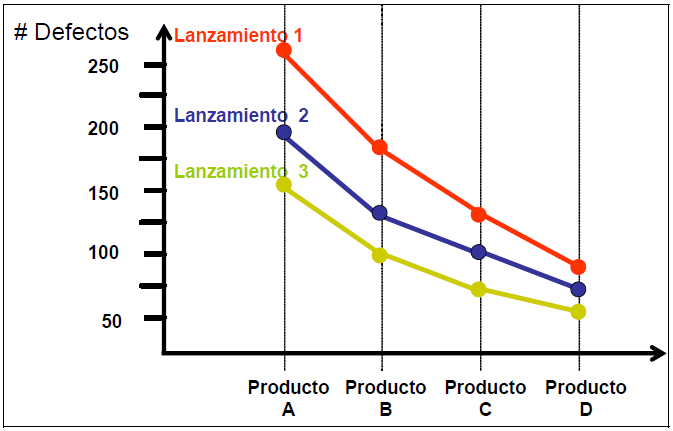 # Defectos
Lanzamiento 1
250
Lanzamiento 2
200
Lanzamiento 3
150
100
50
Producto A
Producto B
Producto C
Producto D